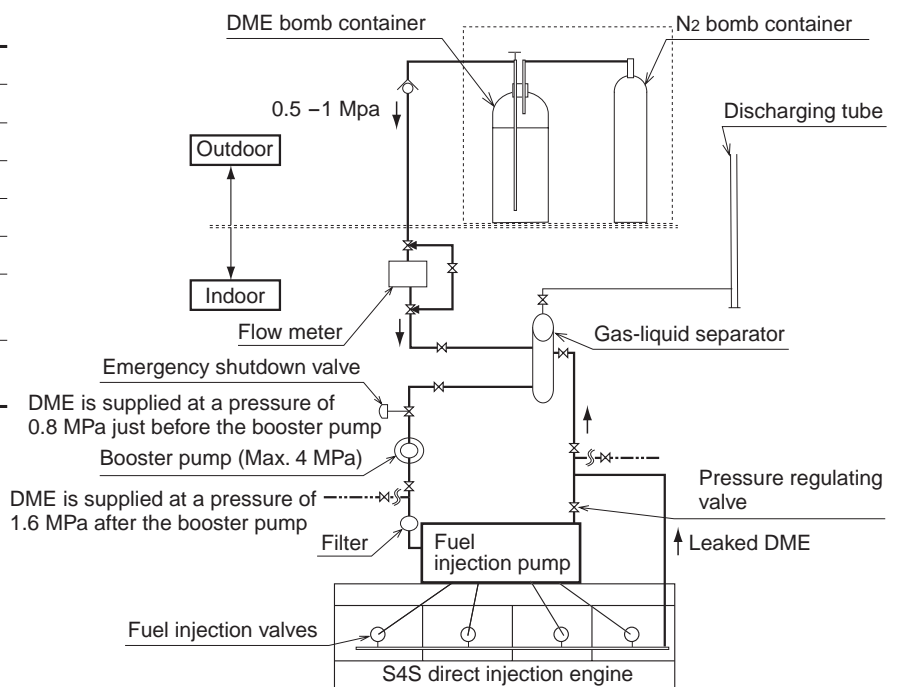 DME bomb container
N2 bomb container
0.5 –1 Mpa
Discharging tube
Outdoor
Indoor
Flow meter
Gas-liquid separator
Emergency shutdown valve
DME is supplied at a pressure of
0.8 MPa just before the booster pump
Booster pump (Max. 4 MPa)
Pressure regulating
valve
DME is supplied at a pressure of
1.6 MPa after the booster pump
Filter
Fuel
injection pump
Leaked DME
Fuel injection valves
S4S direct injection engine